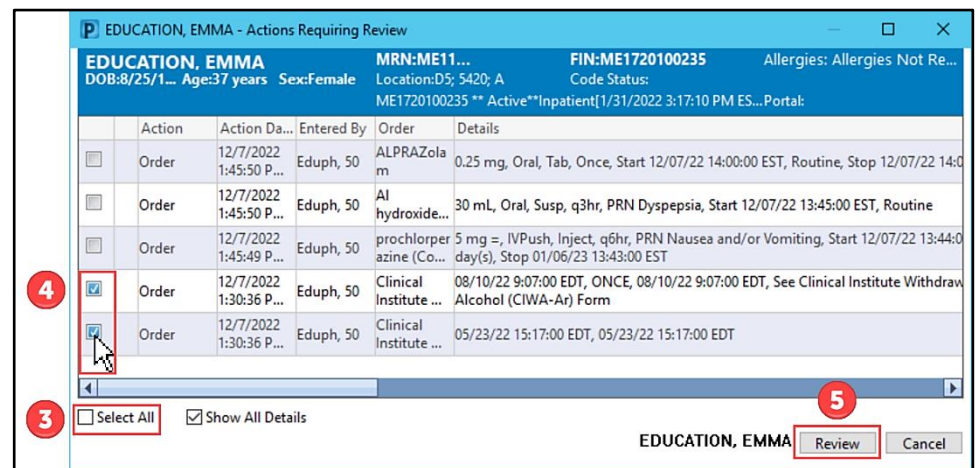 P EDUCATION, EMMA - Actions Requiring Review
EDUCATION, EMMA MRN:ME11... FIN:ME1720100235 Allergies: Allergies Not Re...
DOB:8/25/1... Age:37 years Sex:Female Location:D5; 5420; A Code Status:
ME1720100235 ** Active**Inpatient[1/31/2022 3:17:10 PM ES... Portal:
Action Action Da... Entered By Order Details
Order 12/7/2022 1:45:50 P... Eduph, 50 ALPRAZolam 0.25 mg, Oral, Tab, Once, Start 12/07/22 14:00:00 EST, Routine, Stop 12/07/22 14:0
Order 12/7/2022 1:45:50 P... Eduph, 50 Al hydroxide... 30 mL, Oral, Susp, q3hr, PRN Dyspepsia, Start 12/07/22 13:45:00 EST, Routine
Order 12/7/2022 1:45:49 P... Eduph, 50 prochlorperazine (Co... 5 mg =, IVPush, Inject, q6hr, PRN Nausea and/or Vomiting, Start 12/07/22 13:44:0 day(s), Stop 01/06/23 13:43:00 EST
4 Order 12/7/2022 1:30:36 P... Eduph, 50 Clinical Institute ... 08/10/22 9:07:00 EDT, ONCE, 08/10/22 9:07:00 EDT, See Clinical Institute Withdraw Alcohol (CIWA-Ar) Form
Order 12/7/2022 1:30:36 P... Eduph, 50 Clinical Institute ... 05/23/22 15:17:00 EDT, 05/23/22 15:17:00 EDT
3 Select All Show All Details 5
EDUCATION, EMMA Review Cancel